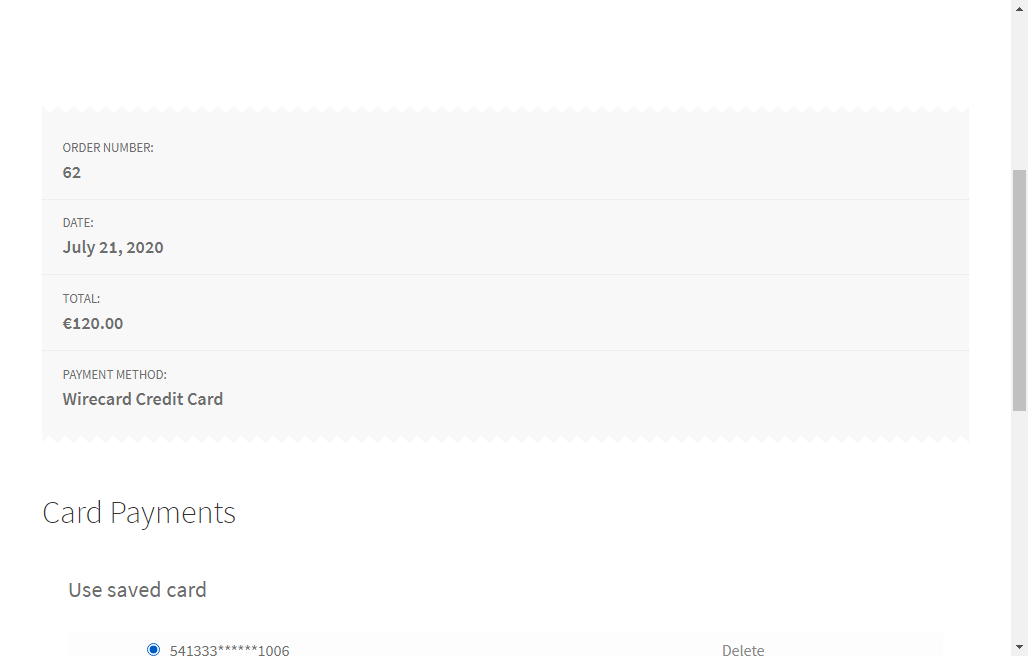 ORDER NUMBER:
62
DATE:
July 21, 2020
TOTAL:
€120.00
PAYMENT METHOD:
Wirecard Credit Card
Card Payments
Use saved card
541333******1006 Delete